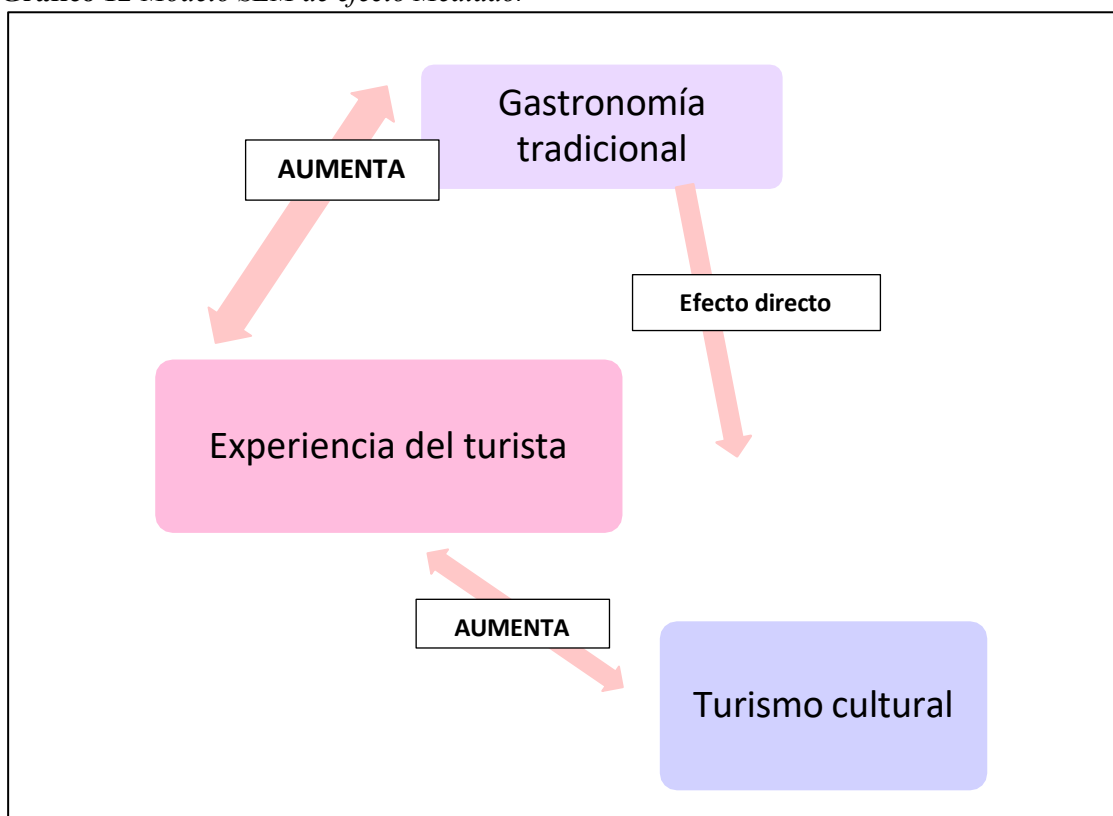 Gráfico 12 Modelo SEM de efecto Mediado.
Gastronomía
tradicional
AUMENTA
Efecto directo
Experiencia del turista
AUMENTA
Turismo cultural